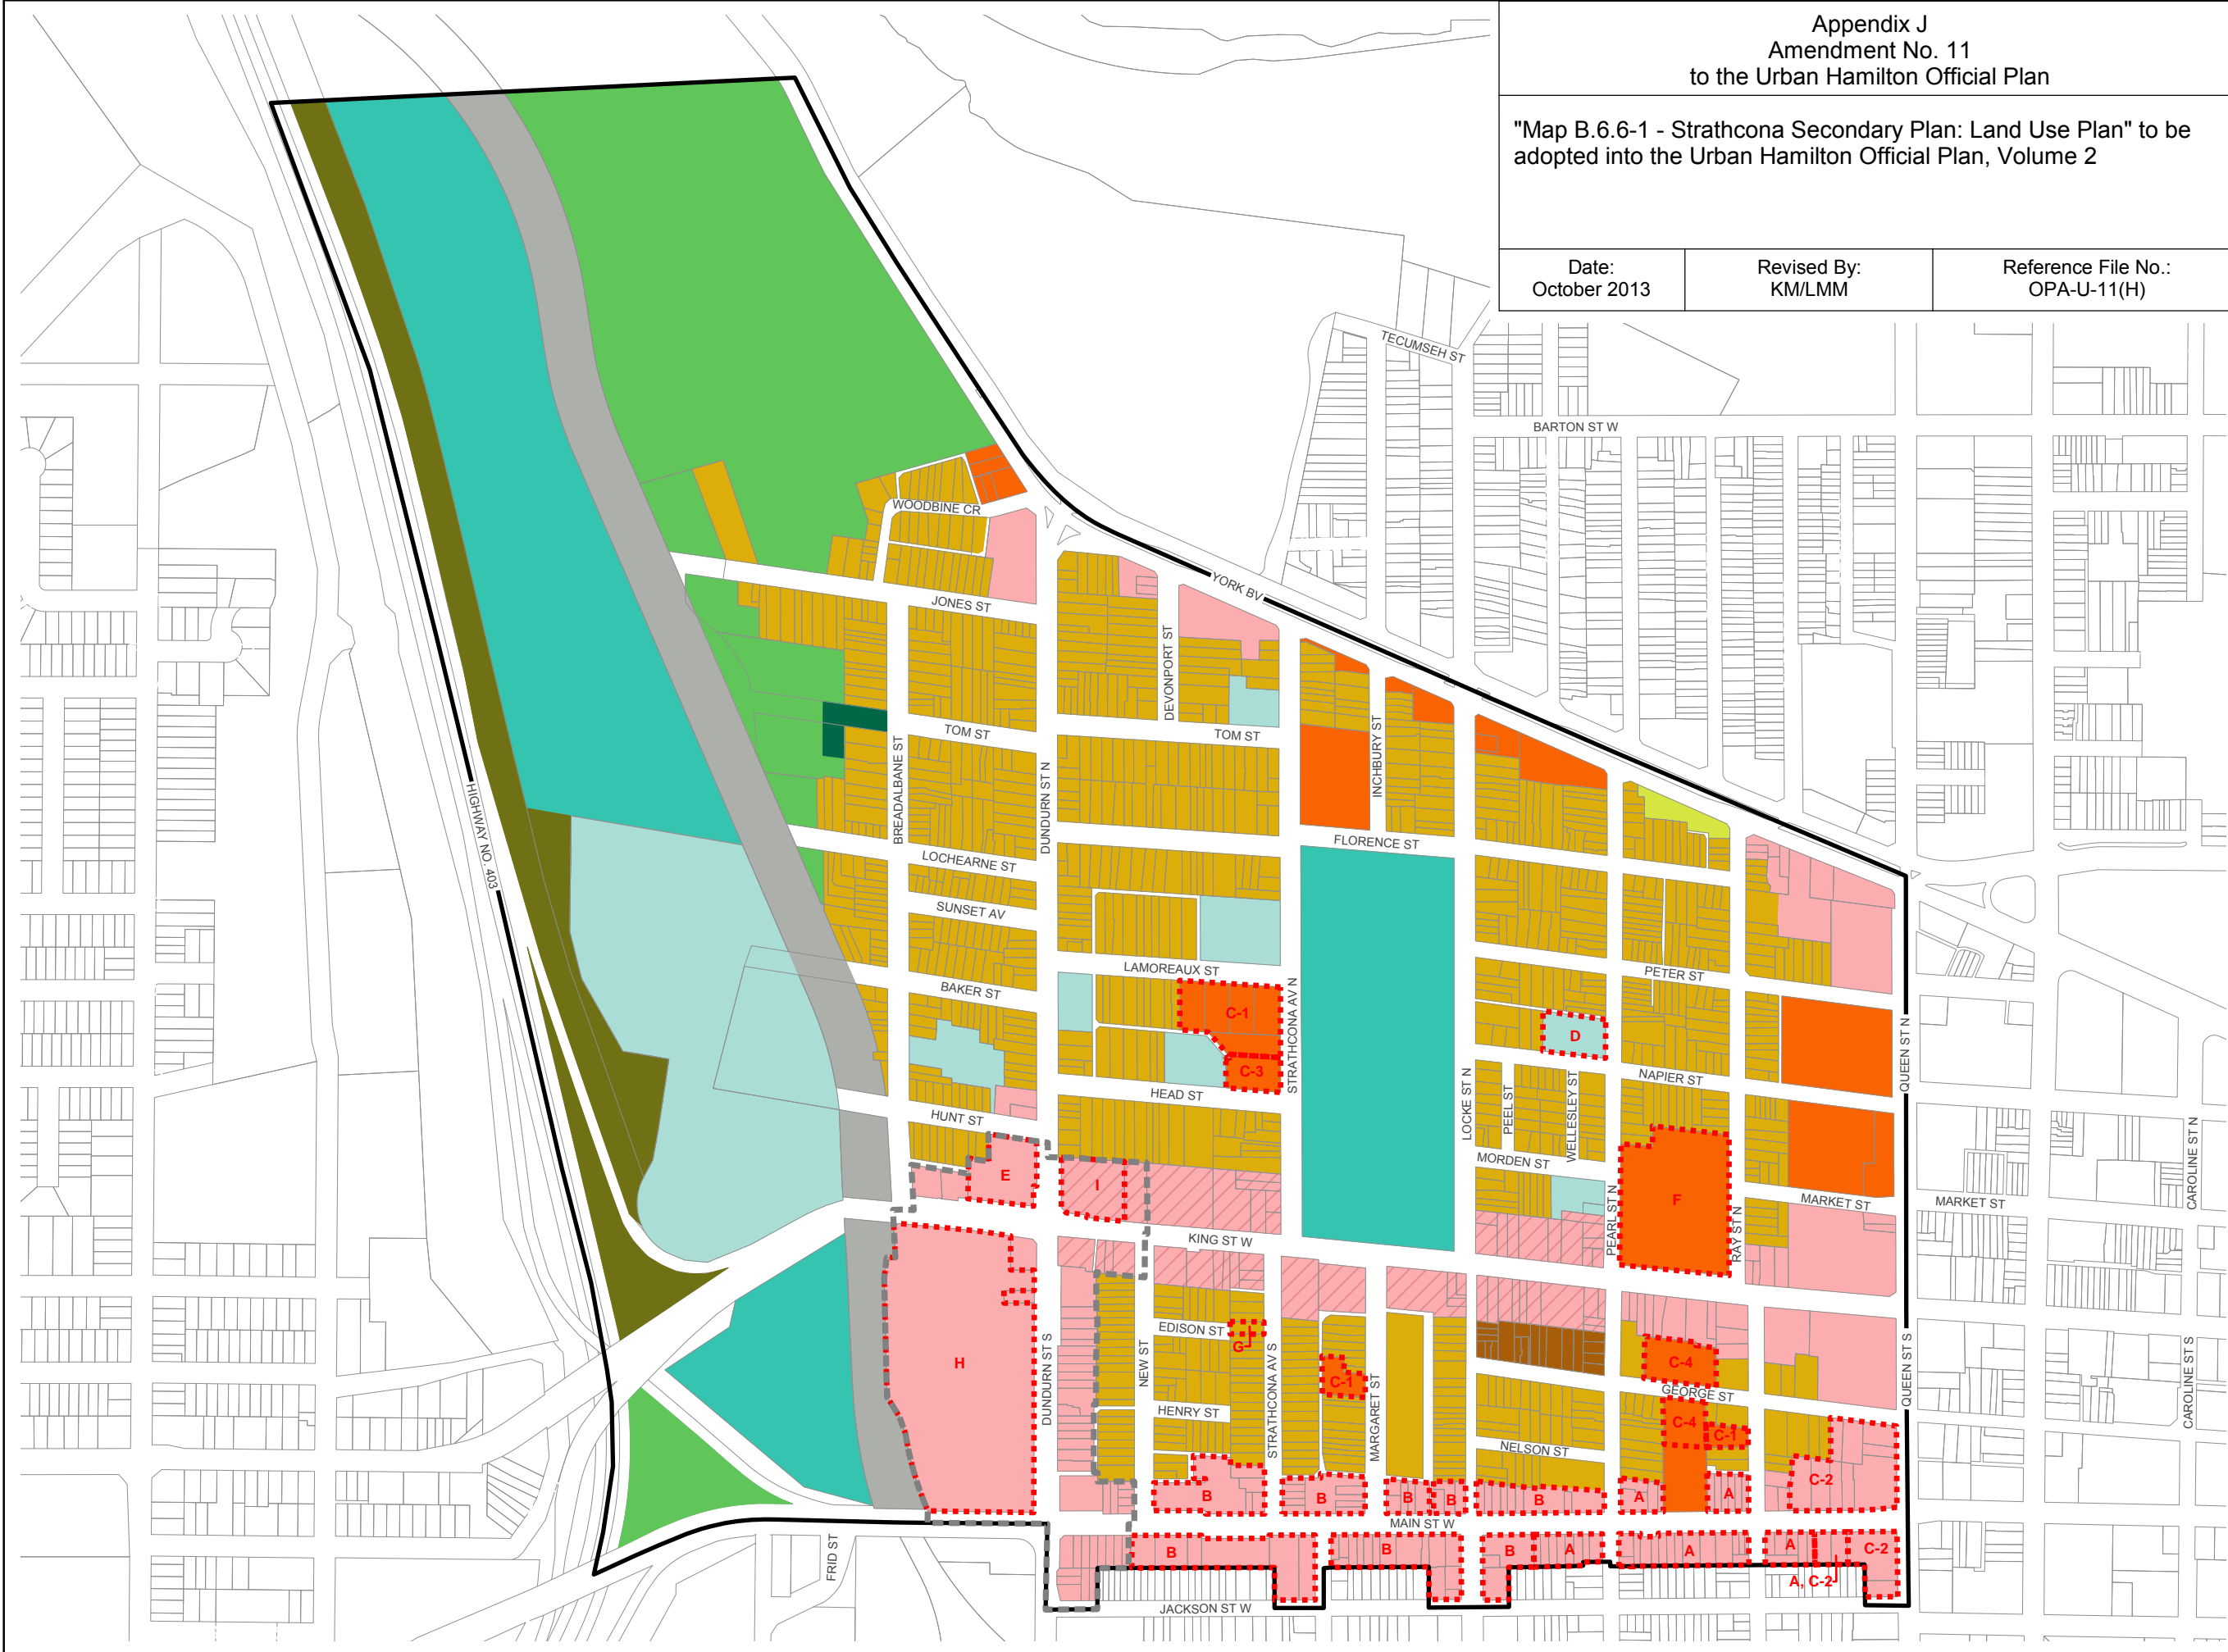 Appendix J
Amendment No. 11
to the Urban Hamilton Official Plan
"Map B.6.6-1 - Strathcona Secondary Plan: Land Use Plan" to be
adopted into the Urban Hamilton Official Plan, Volume 2
Date:
October 2013
Revised By:
KM/LMM
Reference File No.:
OPA-U-11(H)
TECUMSEH ST
BARTON ST W
WOODBINE CR
YORK BV
JONES ST
DEVONPORT ST
TOM ST
TOM ST
INCHBURY ST
BREADALBANE ST
DUNDURN ST N
HIGHWAY NO. 403
FLORENCE ST
LOCHEARNE ST
SUNSET AV
LAMOREAUX ST
PETER ST
BAKER ST
C-1
STRATHCONA AV N
D
QUEEN ST N
C-3
NAPIER ST
HEAD ST
LOCKE ST N
PEEL ST
WELLESLEY ST
HUNT ST
CAROLINE ST N
MORDEN ST
E
I
F
PEARL ST N
RAY ST N
MARKET ST
MARKET ST
KING ST W
EDISON ST
G
H
DUNDURN ST S
NEW ST
STRATHCONA AV S
C-1
MARGARET ST
C-4
GEORGE ST
QUEEN ST S
CAROLINE ST S
HENRY ST
C-4
C-1
NELSON ST
C-2
B
B
B
B
B
A
A
MAIN ST W
B
B
B
A
A
A
C-2
A, C-2
FRID ST
JACKSON ST W